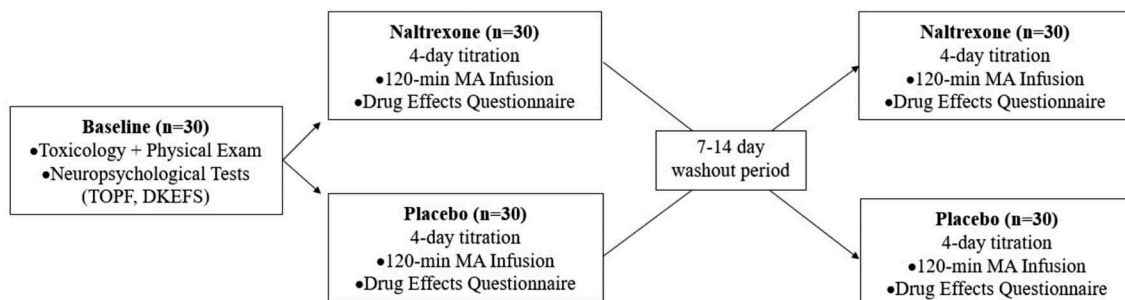 Baseline (n=30)
●Toxicology + Physical Exam
●Neuropsychological Tests
(TOPF, DKEFS)
Naltrexone (n=30)
4-day titration
●120-min MA Infusion
●Drug Effects Questionnaire
Placebo (n=30)
4-day titration
●120-min MA Infusion
●Drug Effects Questionnaire
7-14 day
washout period
Naltrexone (n=30)
4-day titration
●120-min MA Infusion
●Drug Effects Questionnaire
Placebo (n=30)
4-day titration
●120-min MA Infusion
●Drug Effects Questionnaire